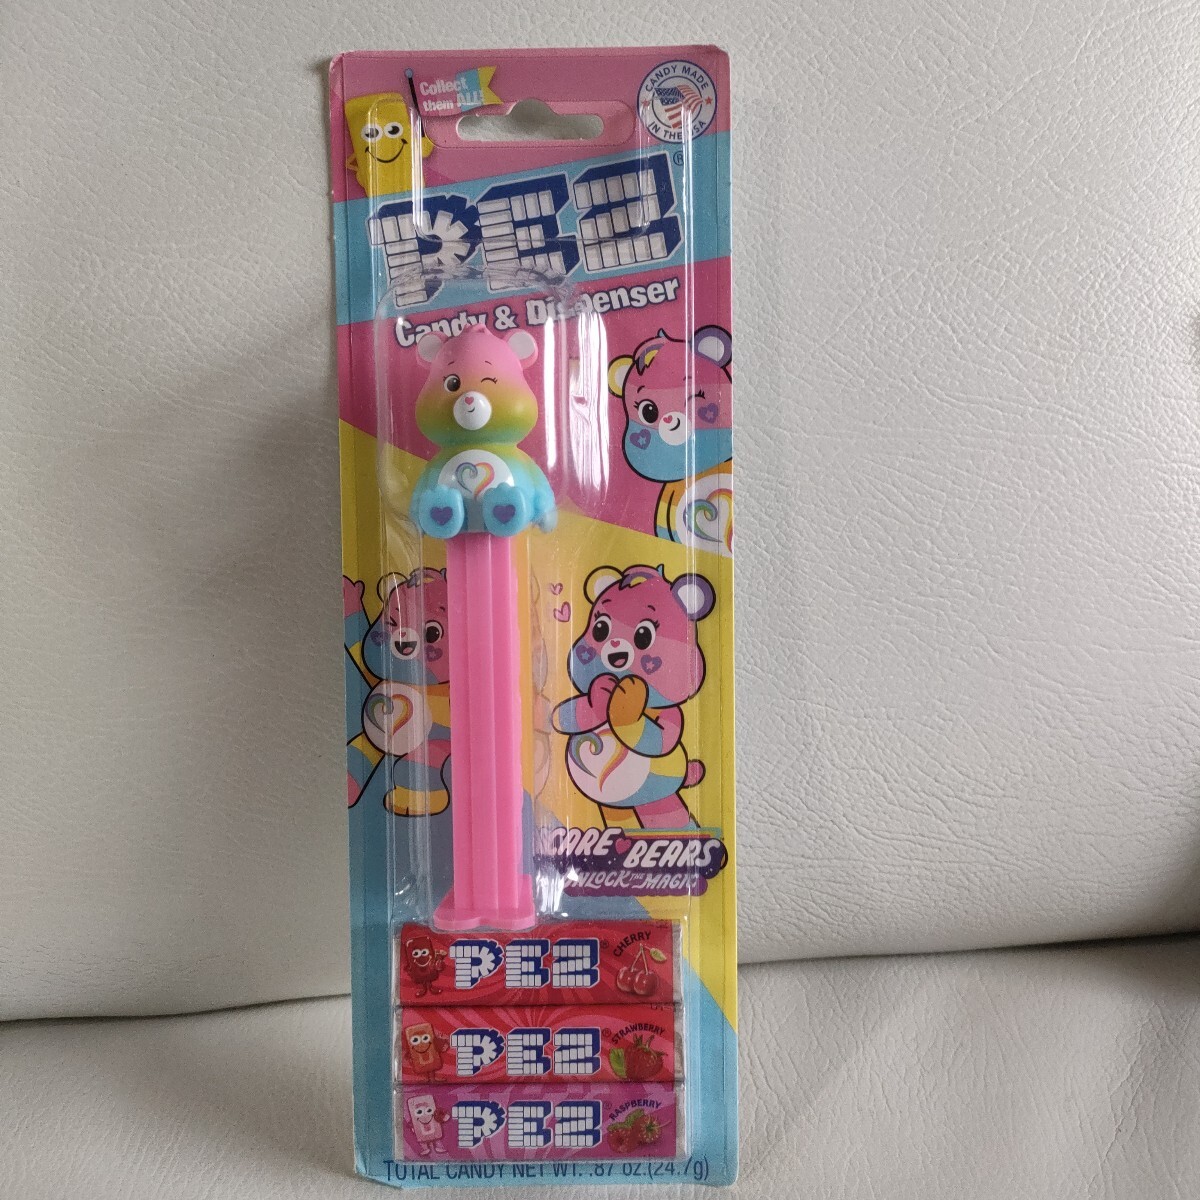 Collect
them ALL!
CANDY MADE
IN THE USA
PEZ®
Candy & Dispenser
CARE BEARS
UNLOCK THE MAGIC
PEZ® CHERRY
PEZ® STRAWBERRY
PEZ® RASPBERRY
TOTAL CANDY NET WT. .87 oz.(24.7g)